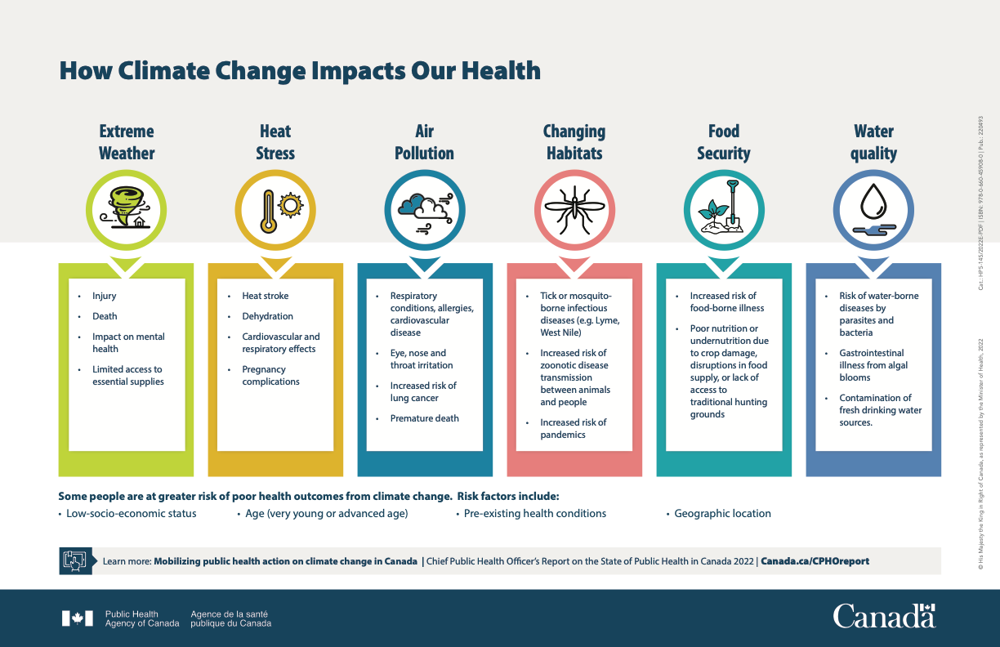 How Climate Change Impacts Our Health
Extreme
Weather
Heat
Stress
Air
Pollution
Changing
Habitats
Food
Security
Water
quality
• Injury
• Death
• Impact on mental
health
• Limited access to
essential supplies
• Heat stroke
• Dehydration
• Cardiovascular and
respiratory effects
• Pregnancy
complications
• Respiratory
conditions, allergies,
cardiovascular
disease
• Eye, nose and
throat irritation
• Increased risk of
lung cancer
• Premature death
• Tick or mosquito-
borne infectious
diseases (e.g. Lyme,
West Nile)
• Increased risk of
zoonotic disease
transmission
between animals
and people
• Increased risk of
pandemics
• Increased risk of
food-borne illness
• Poor nutrition or
undernutrition due
to crop damage,
disruptions in food
supply, or lack of
access to
traditional hunting
grounds
• Risk of water-borne
diseases by
parasites and
bacteria
• Gastrointestinal
illness from algal
blooms
• Contamination of
fresh drinking water
sources.
Some people are at greater risk of poor health outcomes from climate change. Risk factors include:
• Low-socio-economic status
• Age (very young or advanced age)
• Pre-existing health conditions
• Geographic location
Learn more: Mobilizing public health action on climate change in Canada | Chief Public Health Officer's Report on the State of Public Health in Canada 2022 | Canada.ca/CPHOreport
Public Health
Agency of Canada
Agence de la santé
publique du Canada
Canada
© His Majesty the King in Right of Canada, as represented by the Minister of Health, 2022
Cat.: HP5-145/2022E-PDF | ISBN: 978-0-660-45908-0 | Pub.: 220493